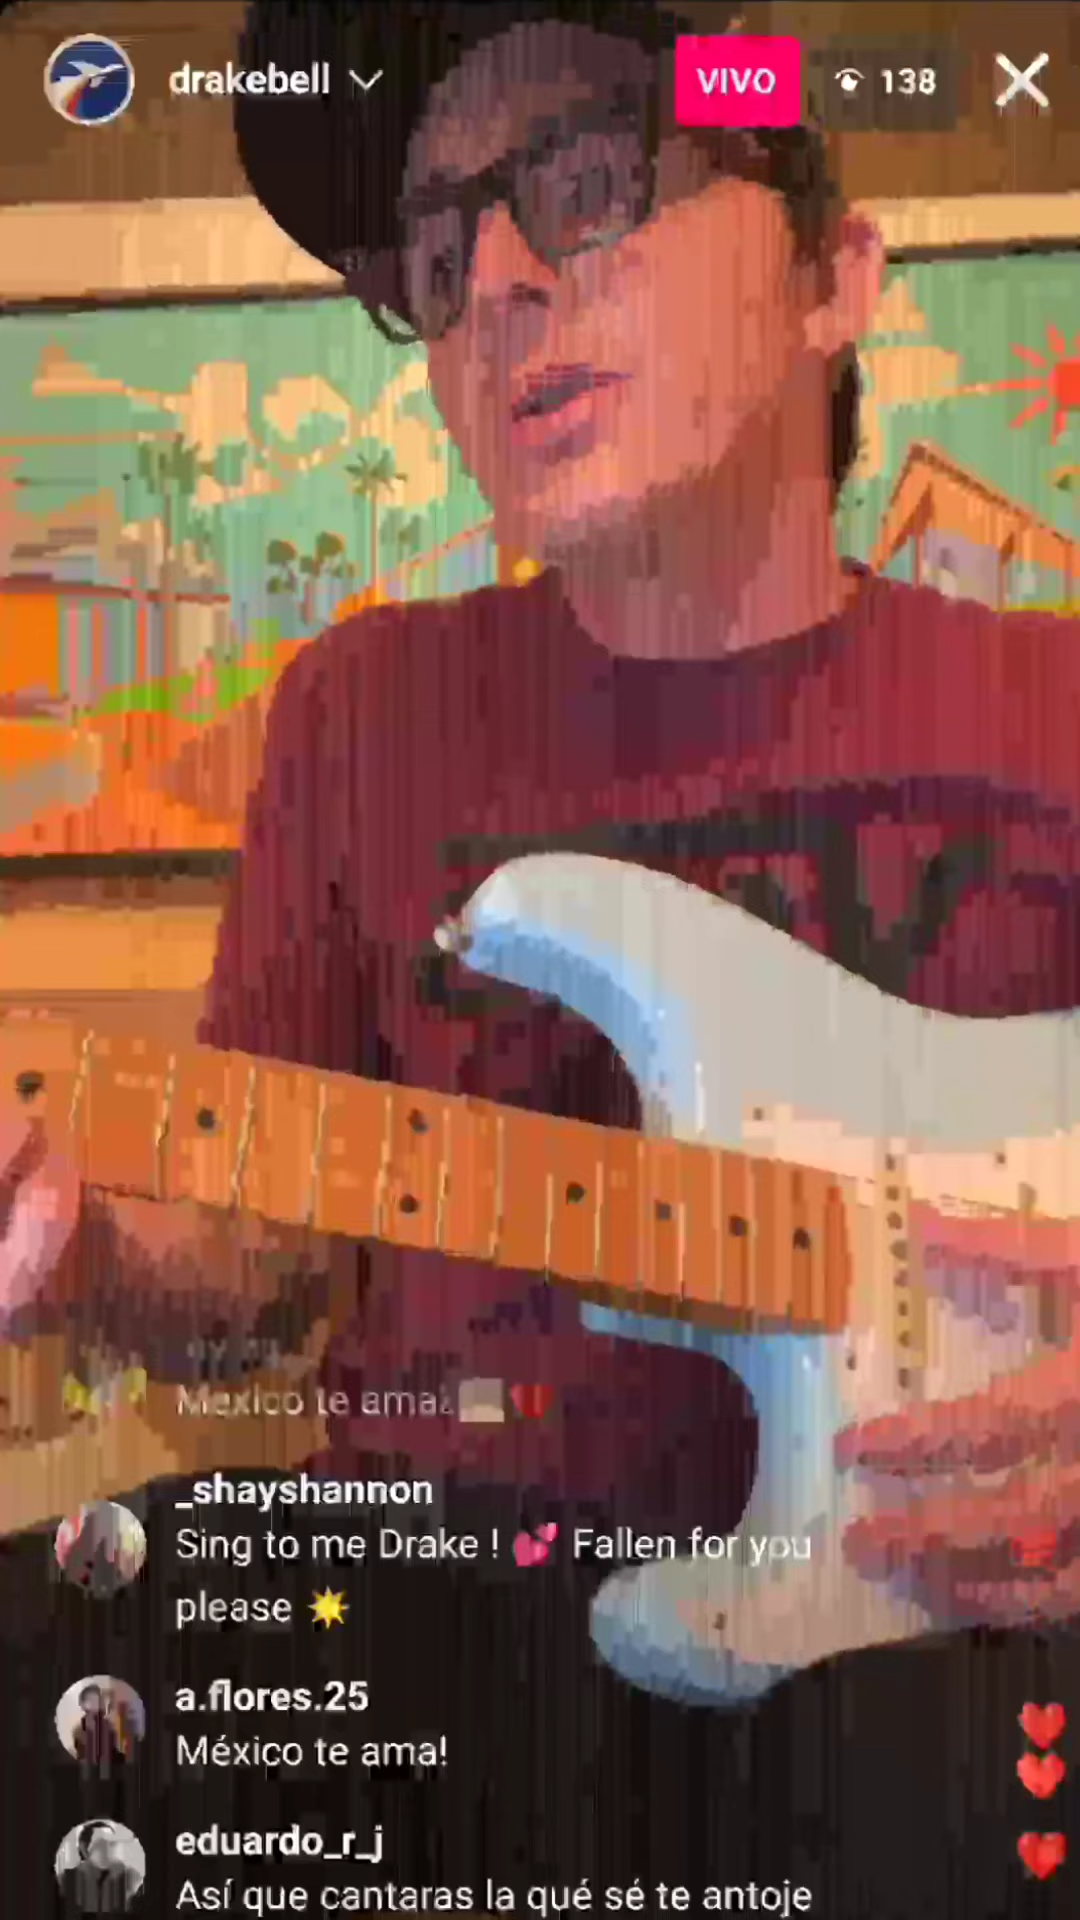 drakebell
VIVO
138
México te ama
_shayshannon
Sing to me Drake ! 💕 Fallen for you
please ✴️
a.flores.25
México te ama!
eduardo_r_j
Así que cantaras la qué sé te antoje